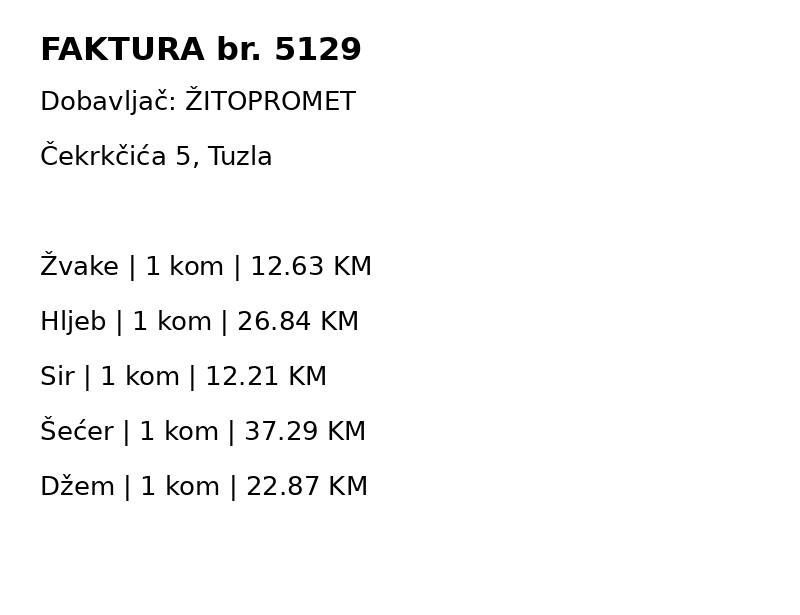 FAKTURA br. 5129
Dobavljač: ŽITOPROMET
Čekrkčića 5, Tuzla
Žvake | 1 kom | 12.63 KM
Hljeb | 1 kom | 26.84 KM
Sir | 1 kom | 12.21 KM
Šećer | 1 kom | 37.29 KM
Džem | 1 kom | 22.87 KM